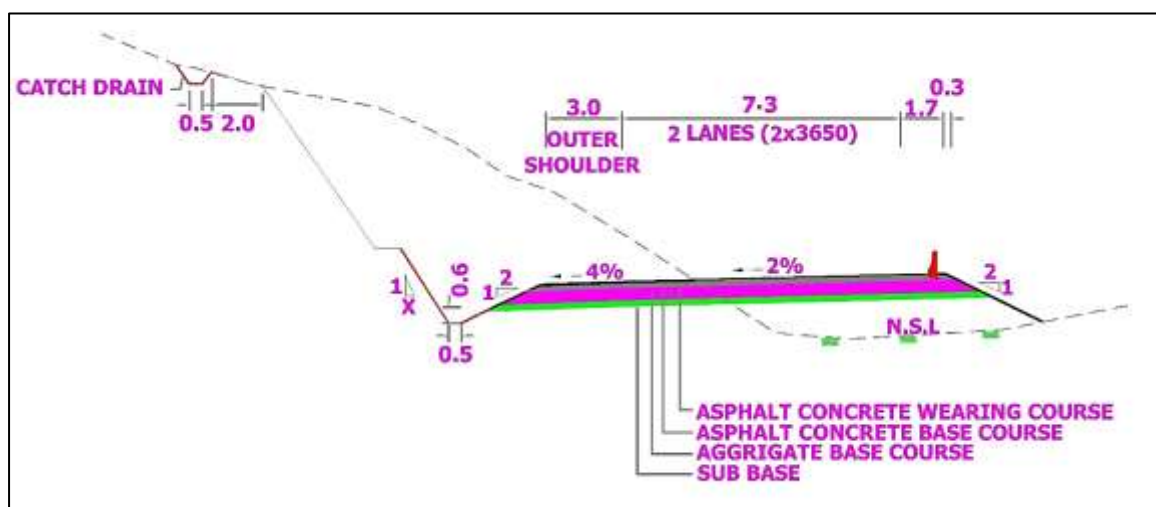 CATCH DRAIN
0.5
2.0
3.0
7.3
0.3
1.7
OUTER
SHOULDER
2 LANES (2x3650)
1
X
0.6
0.5
1
2
4%
2%
2
1
N.S.L
ASPHALT CONCRETE WEARING COURSE
ASPHALT CONCRETE BASE COURSE
AGGRIGATE BASE COURSE
SUB BASE